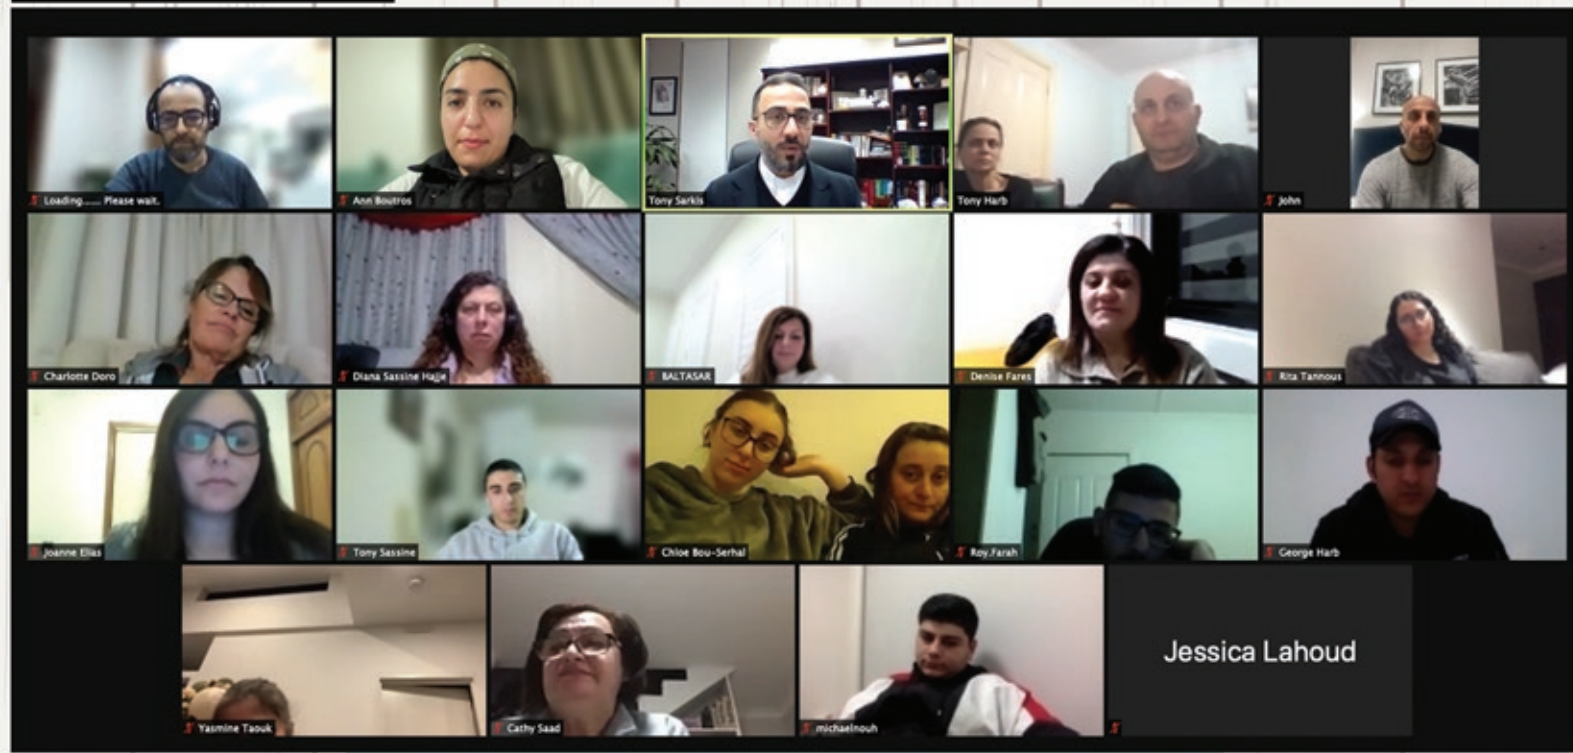 Loading...... Please wait.
Ann Boutros
Tony Sarkis
Tony Harb
John
Charlotte Doro
Diana Sassine Hajje
BALTASAR
Denise Fares
Rita Tannous
Joanne Elias
Tony Sassine
Chloe Bou-Serhal
Roy.Farah
George Harb
Yasmine Taouk
Cathy Saad
michaelnouh
Jessica Lahoud